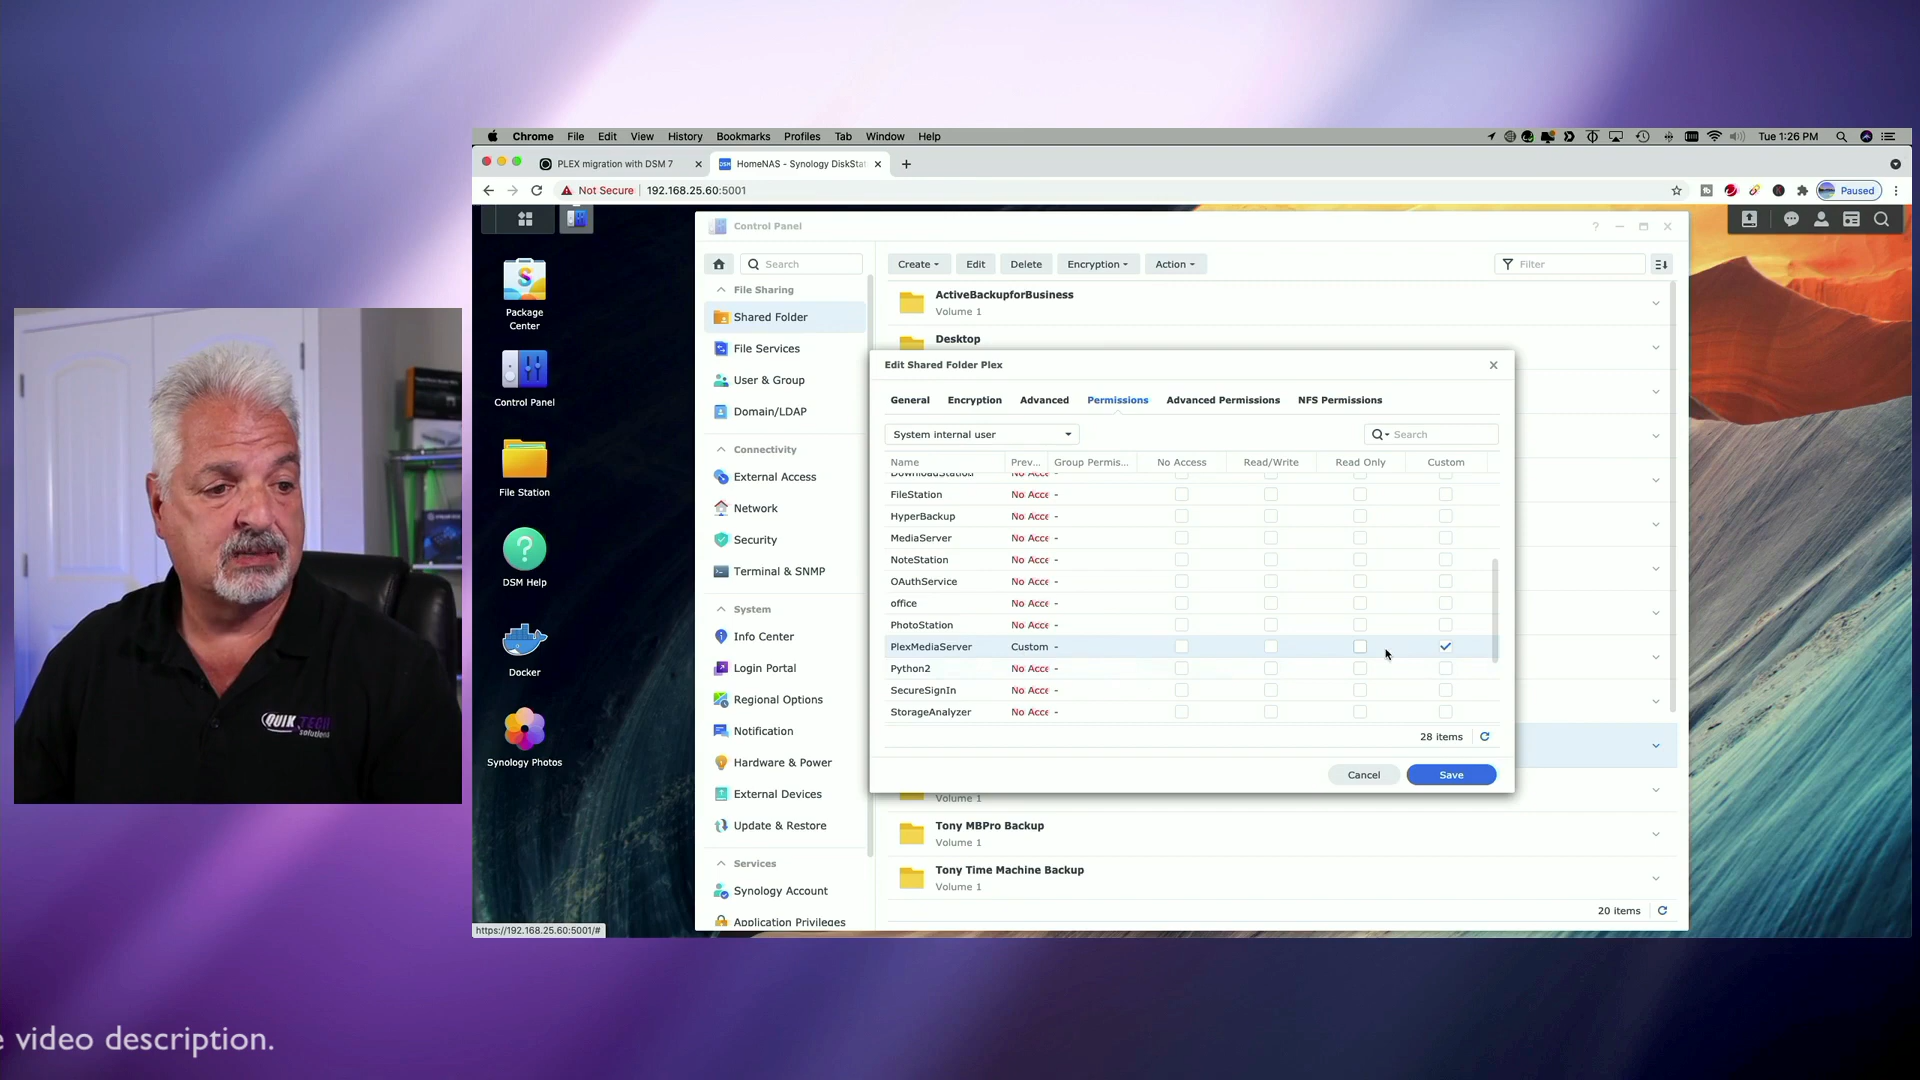 Chrome File Edit View History Bookmarks Profiles Tab Window Help
Tue 1:26 PM
PLEX migration with DSM 7
HomeNAS - Synology DiskSta
Not Secure
192.168.25.60:5001
Paused
Package
Center
Control Panel
File Station
DSM Help
Docker
Synology Photos
Control Panel
Search
File Sharing
Shared Folder
File Services
User & Group
Domain/LDAP
Connectivity
External Access
Network
Security
Terminal & SNMP
System
Info Center
Login Portal
Regional Options
Notification
Hardware & Power
External Devices
Update & Restore
Services
Synology Account
Application Privileges
Create Edit Delete Encryption Action
Filter
ActiveBackupforBusiness
Volume 1
Desktop
Edit Shared Folder Plex
General Encryption Advanced Permissions Advanced Permissions NFS Permissions
System internal user
Search
Name Prev... Group Permis... No Access Read/Write Read Only Custom
DownloadStation No Acce -
FileStation No Acce -
HyperBackup No Acce -
MediaServer No Acce -
NoteStation No Acce -
OAuthService No Acce -
office No Acce -
PhotoStation No Acce -
PlexMediaServer Custom -
Python2 No Acce -
SecureSignIn No Acce -
StorageAnalyzer No Acce -
28 items
Cancel Save
Volume 1
Tony MBPro Backup
Volume 1
Tony Time Machine Backup
Volume 1
20 items
https://192.168.25.60:5001/#
QUIKTECH
solutions
e video description.